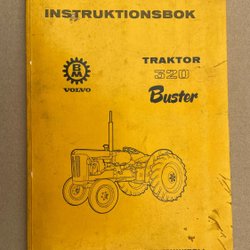 INSTRUKTIONSBOK
BM
VOLVO
TRAKTOR
320
Buster